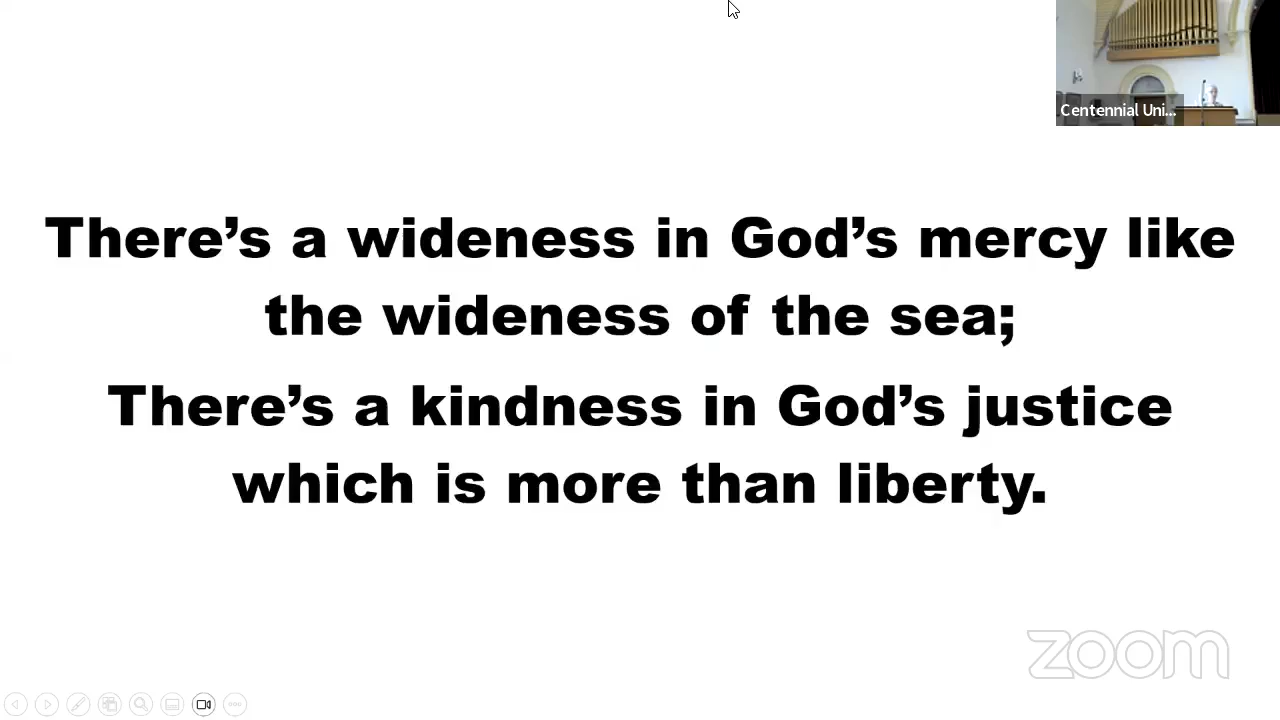 Centennial Uni...
There’s a wideness in God’s mercy like
the wideness of the sea;
There’s a kindness in God’s justice
which is more than liberty.
zoom